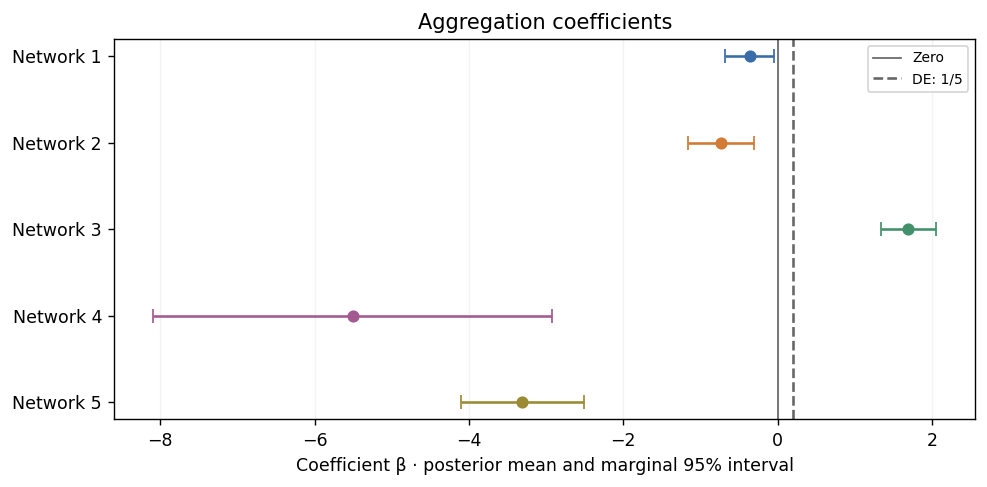 Aggregation coefficients
Network 1
Network 2
Network 3
Network 4
Network 5
Zero
DE: 1/5
−8 −6 −4 −2 0 2
Coefficient β · posterior mean and marginal 95% interval